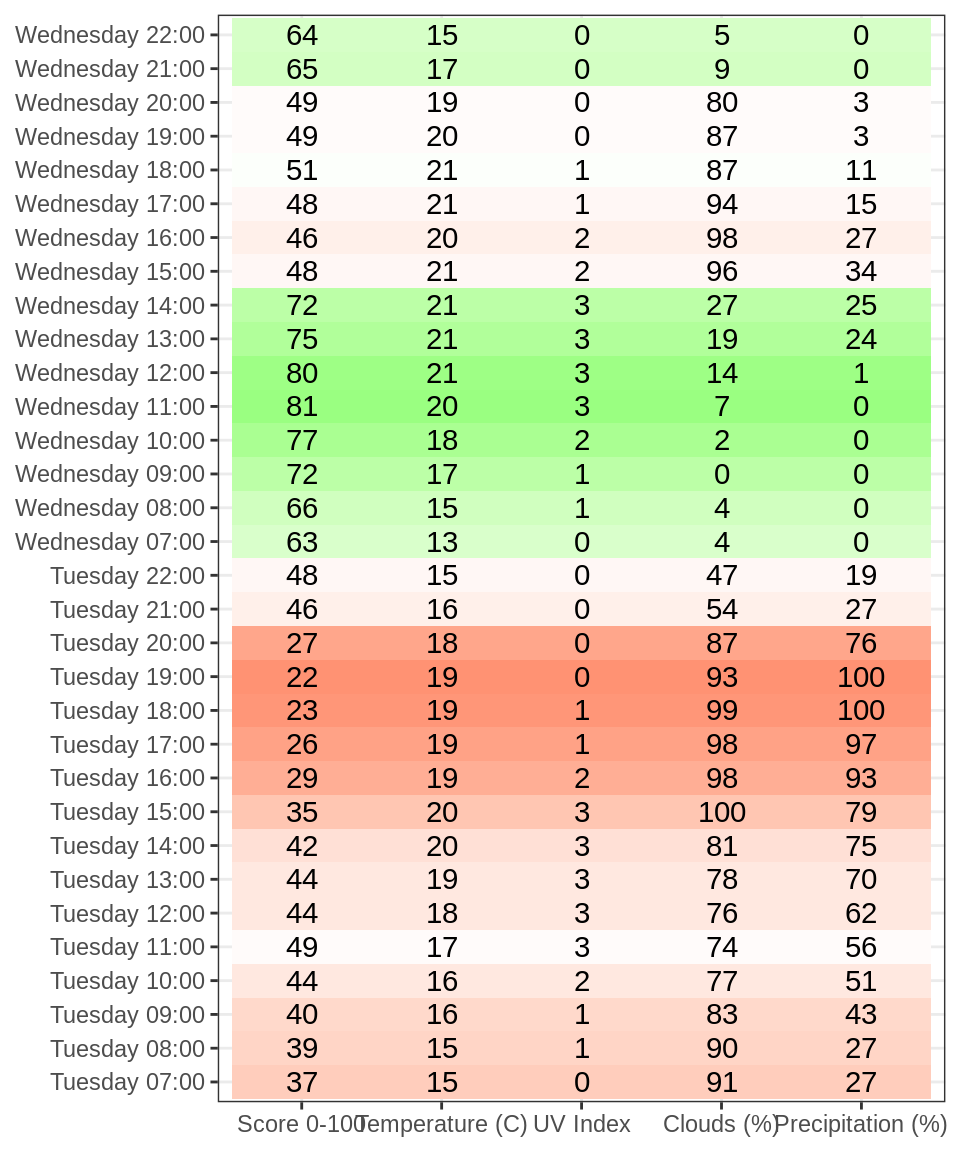 Wednesday 22:00 64 15 0 5 0
Wednesday 21:00 65 17 0 9 0
Wednesday 20:00 49 19 0 80 3
Wednesday 19:00 49 20 0 87 3
Wednesday 18:00 51 21 1 87 11
Wednesday 17:00 48 21 1 94 15
Wednesday 16:00 46 20 2 98 27
Wednesday 15:00 48 21 2 96 34
Wednesday 14:00 72 21 3 27 25
Wednesday 13:00 75 21 3 19 24
Wednesday 12:00 80 21 3 14 1
Wednesday 11:00 81 20 3 7 0
Wednesday 10:00 77 18 2 2 0
Wednesday 09:00 72 17 1 0 0
Wednesday 08:00 66 15 1 4 0
Wednesday 07:00 63 13 0 4 0
Tuesday 22:00 48 15 0 47 19
Tuesday 21:00 46 16 0 54 27
Tuesday 20:00 27 18 0 87 76
Tuesday 19:00 22 19 0 93 100
Tuesday 18:00 23 19 1 99 100
Tuesday 17:00 26 19 1 98 97
Tuesday 16:00 29 19 2 98 93
Tuesday 15:00 35 20 3 100 79
Tuesday 14:00 42 20 3 81 75
Tuesday 13:00 44 19 3 78 70
Tuesday 12:00 44 18 3 76 62
Tuesday 11:00 49 17 3 74 56
Tuesday 10:00 44 16 2 77 51
Tuesday 09:00 40 16 1 83 43
Tuesday 08:00 39 15 1 90 27
Tuesday 07:00 37 15 0 91 27
Score 0-100 Temperature (C) UV Index Clouds (%) Precipitation (%)